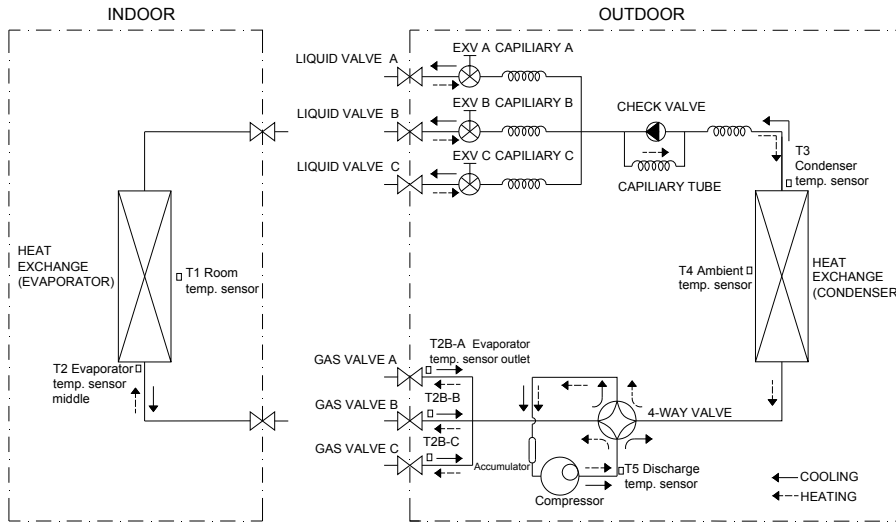 INDOOR
OUTDOOR
LIQUID VALVE A
EXV A CAPILIARY A
LIQUID VALVE B
EXV B CAPILIARY B
CHECK VALVE
LIQUID VALVE C
EXV C CAPILIARY C
CAPILIARY TUBE
T3
Condenser
temp. sensor
HEAT
EXCHANGE
(EVAPORATOR)
T1 Room
temp. sensor
T4 Ambient
temp. sensor
HEAT
EXCHANGE
(CONDENSER)
T2 Evaporator
temp. sensor
middle
GAS VALVE A
T2B-A Evaporator
temp. sensor outlet
GAS VALVE B
T2B-B
4-WAY VALVE
GAS VALVE C
T2B-C
Accumulator
Compressor
T5 Discharge
temp. sensor
COOLING
HEATING